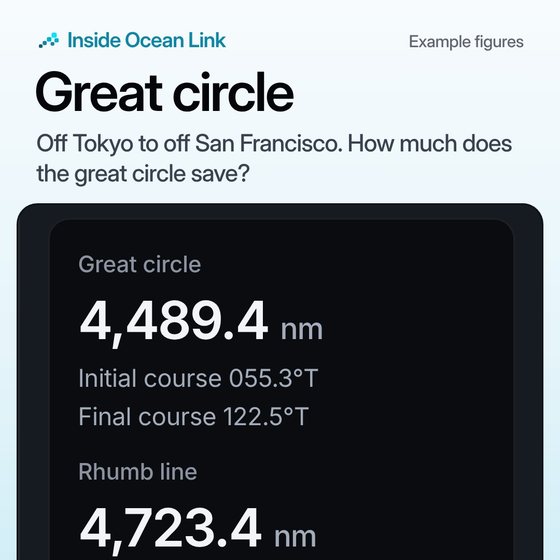 Inside Ocean Link
Example figures
Great circle
Off Tokyo to off San Francisco. How much does
the great circle save?
Great circle
4,489.4 nm
Initial course 055.3°T
Final course 122.5°T
Rhumb line
4,723.4 nm